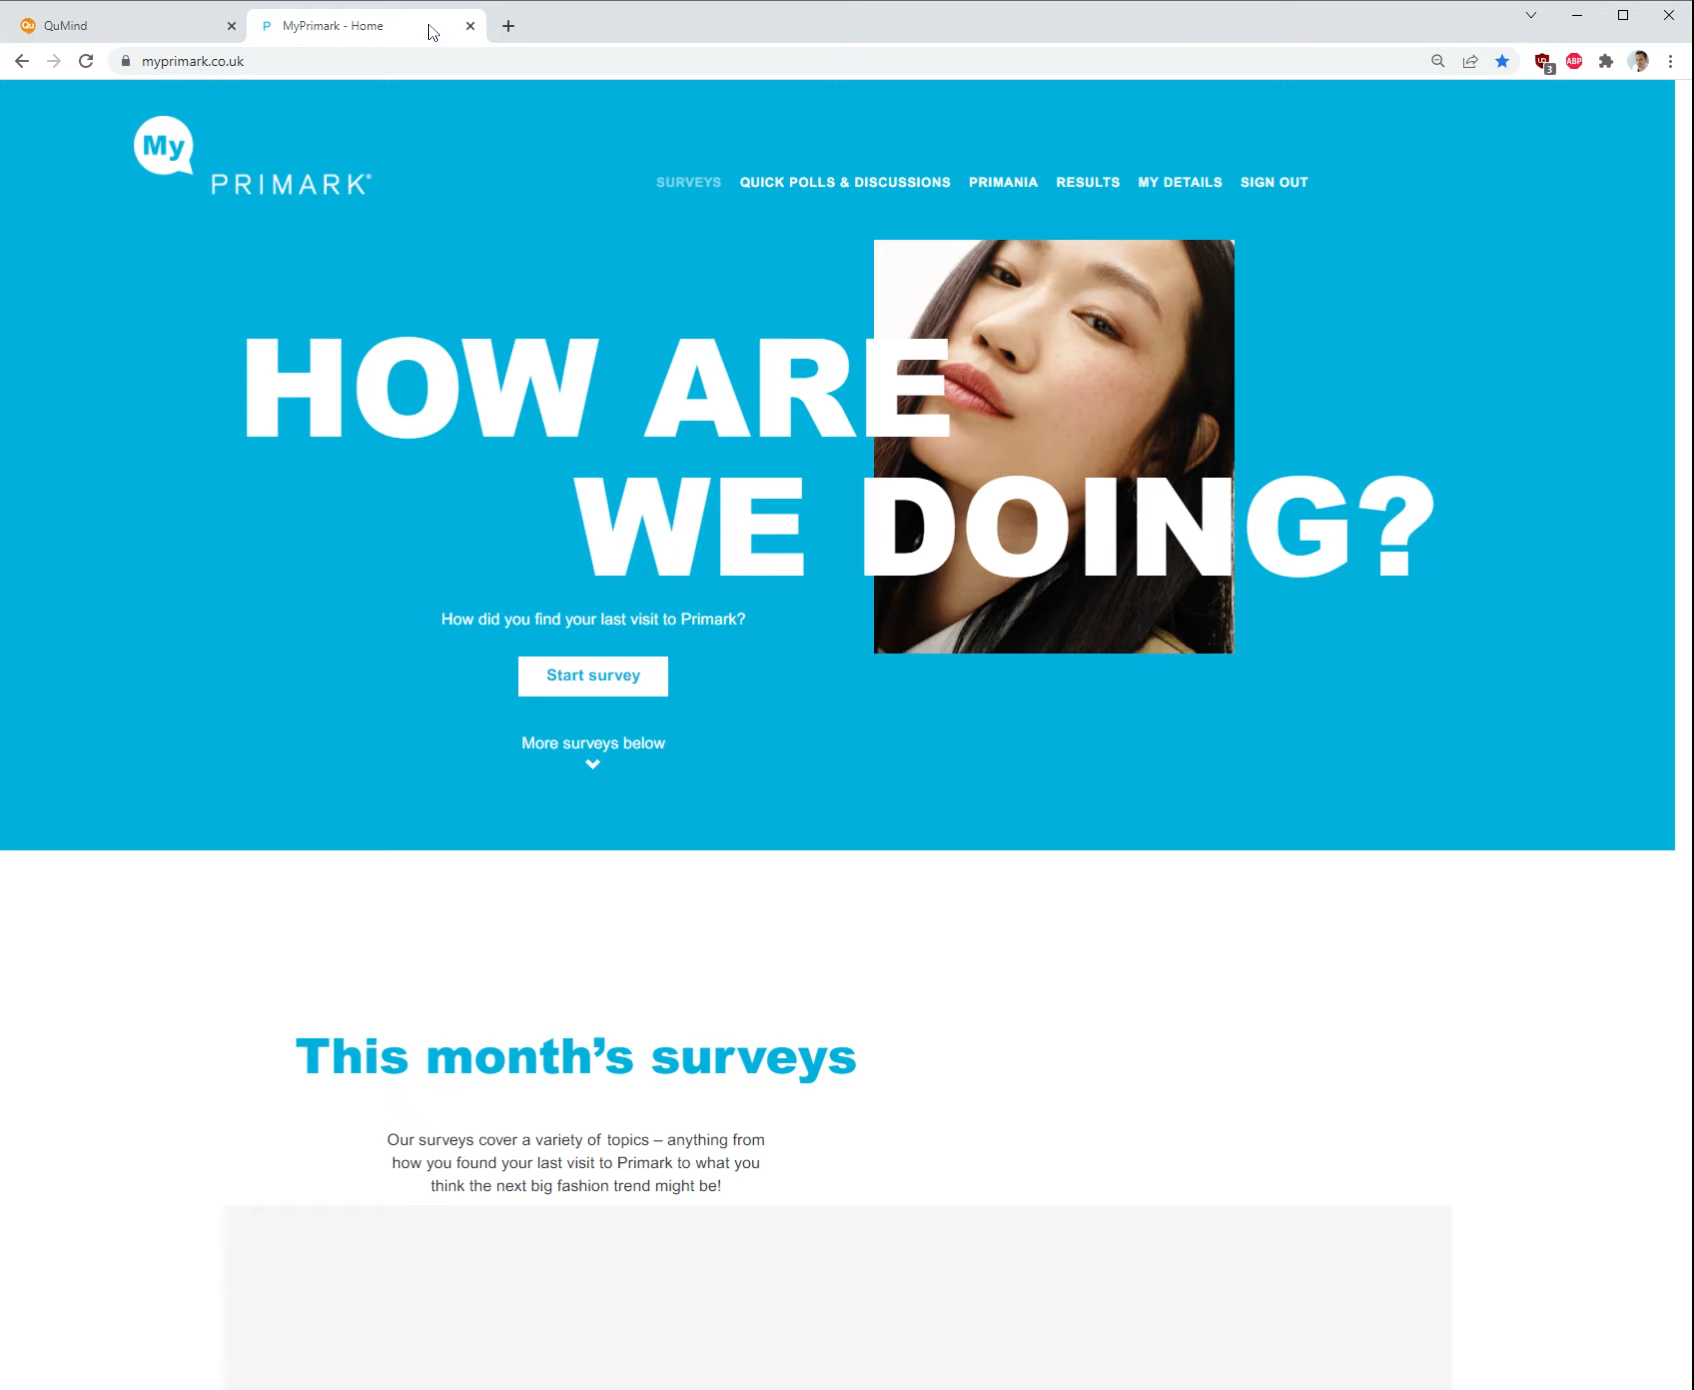 QuMind
MyPrimark - Home
myprimark.co.uk
3
ABP
My
PRIMARK®
SURVEYS QUICK POLLS & DISCUSSIONS PRIMANIA RESULTS MY DETAILS SIGN OUT
HOW ARE
WE DOING?
How did you find your last visit to Primark?
Start survey
More surveys below
This month’s surveys
Our surveys cover a variety of topics – anything from
how you found your last visit to Primark to what you
think the next big fashion trend might be!